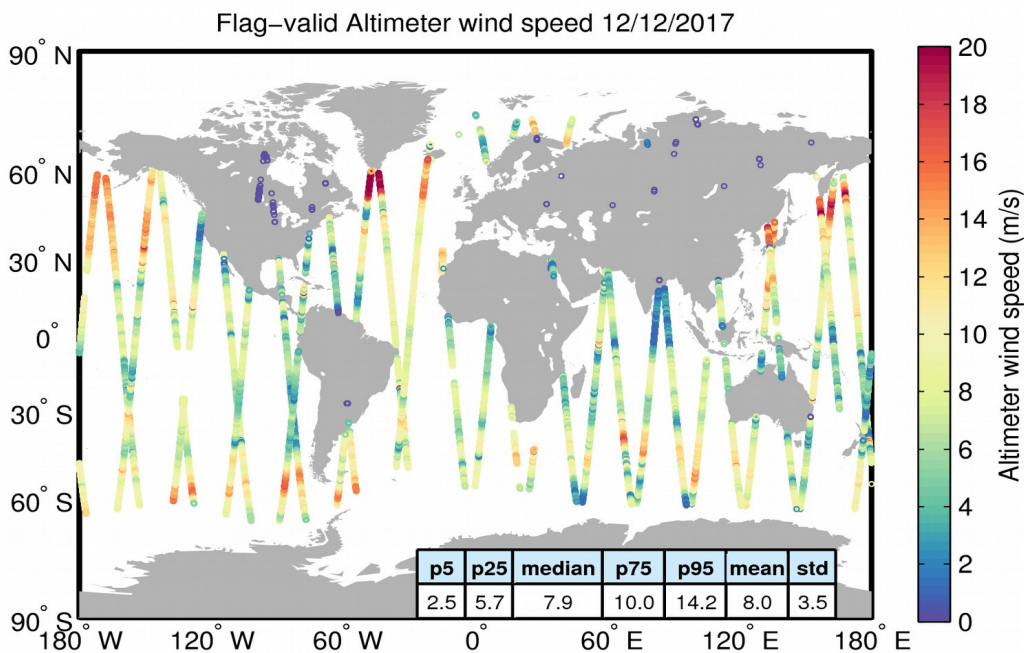 Flag−valid Altimeter wind speed 12/12/2017
90° N
60° N
30° N
0°
30° S
60° S
90° S
180° W 120° W 60° W 0° 60° E 120° E 180° E
p5 p25 median p75 p95 mean std
2.5 5.7 7.9 10.0 14.2 8.0 3.5
20
18
16
14
12
10
8
6
4
2
0
Altimeter wind speed (m/s)